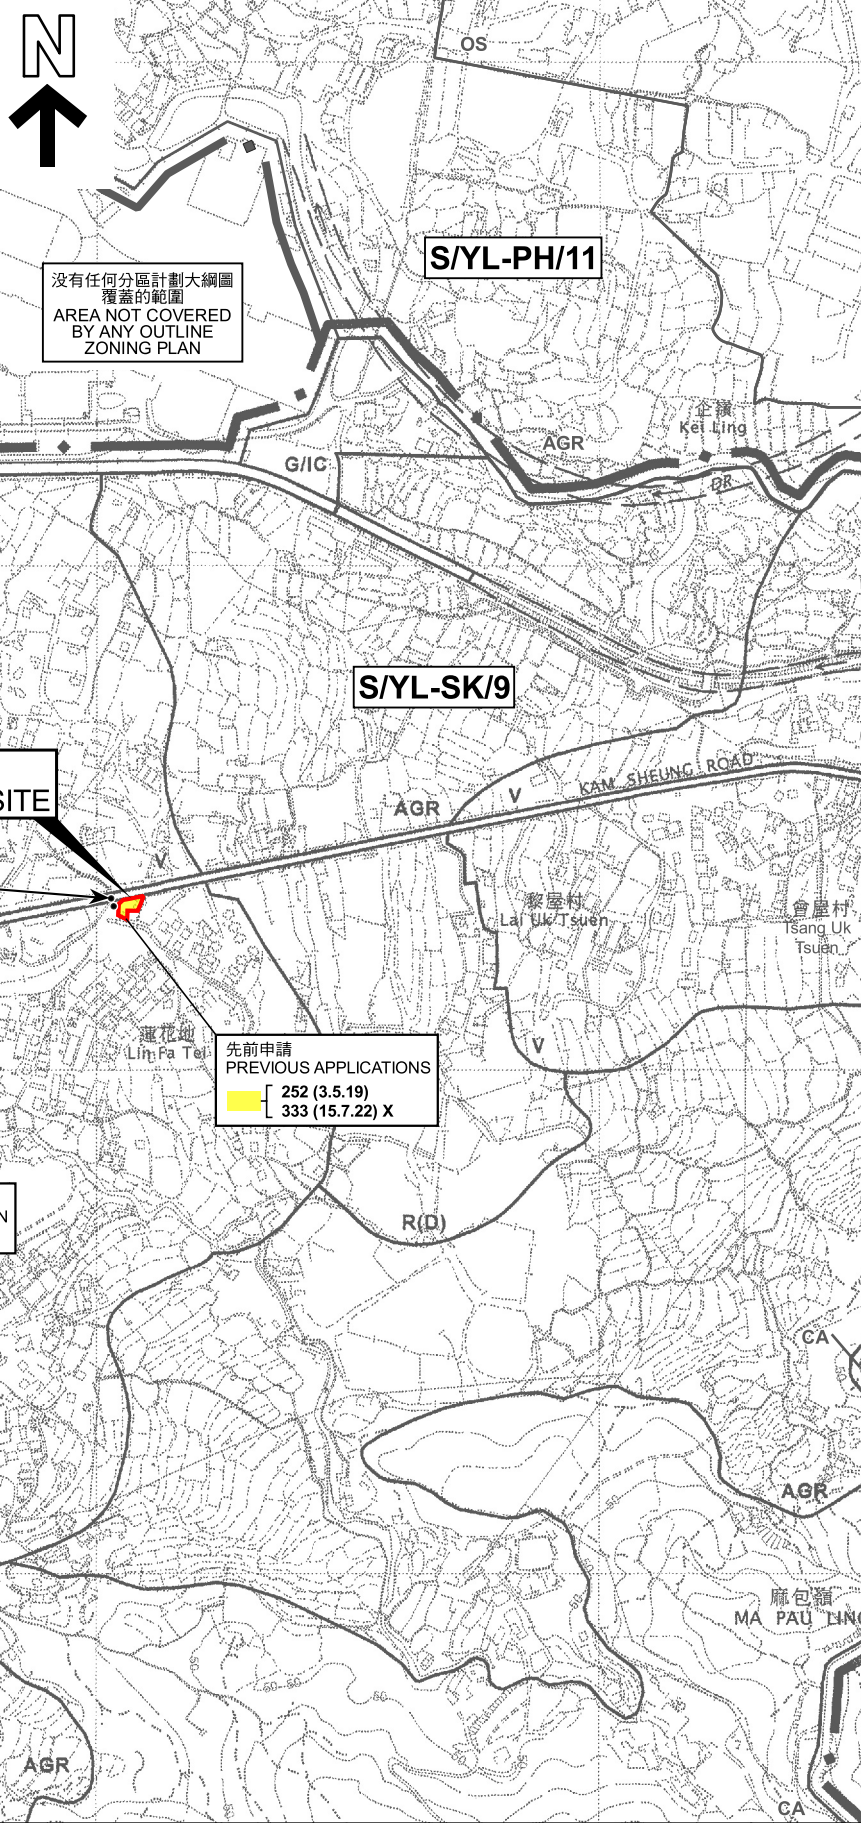 N
OS
S/YL-PH/11
没有任何分區計劃大綱圖
覆蓋的範圍
AREA NOT COVERED
BY ANY OUTLINE
ZONING PLAN
企嶺
Kei Ling
AGR
G/IC
DR
S/YL-SK/9
KAM SHEUNG ROAD
SITE
AGR
V
V
黎屋村
Lai Uk Tsuen
曾屋村
Tsang Uk
Tsuen
蓮花地
Lin Fa Tei
V
先前申請
PREVIOUS APPLICATIONS
252 (3.5.19)
333 (15.7.22) X
N
R(D)
CA
AGR
麻包嶺
MA PAU LING
AGR
CA